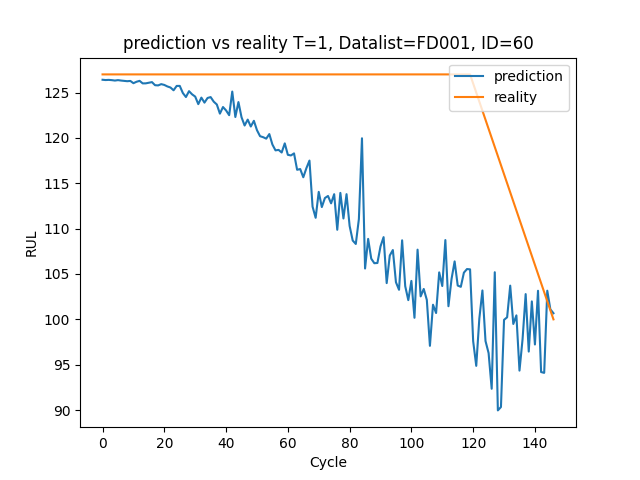 prediction vs reality T=1, Datalist=FD001, ID=60
prediction
reality
125
120
115
110
105
100
95
90
RUL
0 20 40 60 80 100 120 140
Cycle